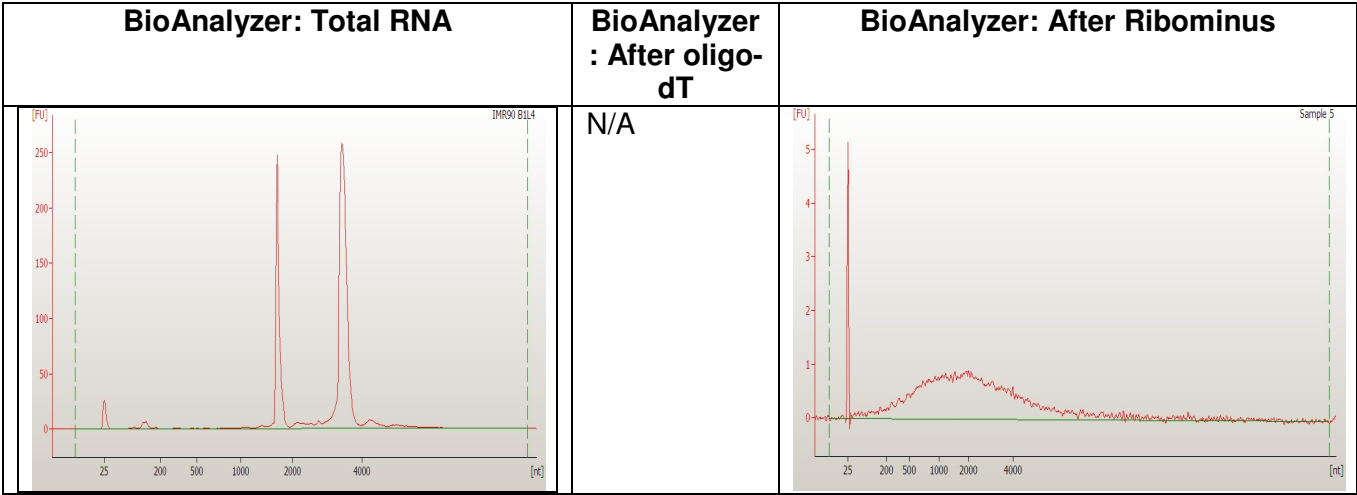 BioAnalyzer: Total RNA
BioAnalyzer
: After oligo-
dT
BioAnalyzer: After Ribominus
[FU]
IMR90 B1L4
250
200
150
100
50
0
25 200 500 1000 2000 4000 [nt]
N/A
[FU]
Sample 5
5
4
3
2
1
0
25 200 500 1000 2000 4000 [nt]